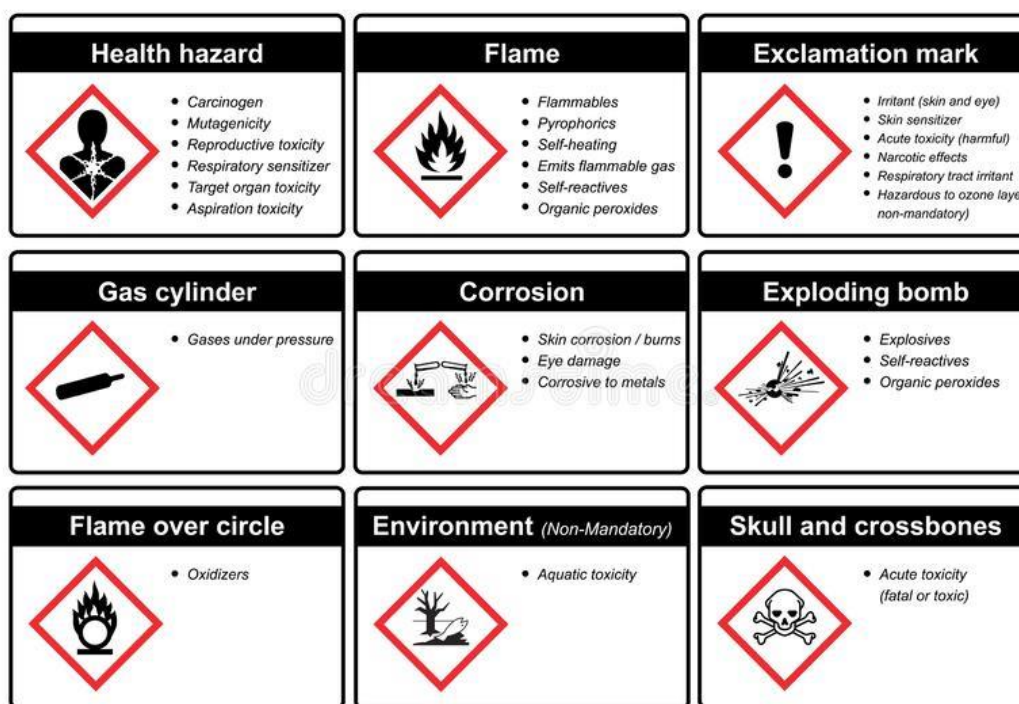 Health hazard
• Carcinogen
• Mutagenicity
• Reproductive toxicity
• Respiratory sensitizer
• Target organ toxicity
• Aspiration toxicity
Flame
• Flammables
• Pyrophorics
• Self-heating
• Emits flammable gas
• Self-reactives
• Organic peroxides
Exclamation mark
• Irritant (skin and eye)
• Skin sensitizer
• Acute toxicity (harmful)
• Narcotic effects
• Respiratory tract irritant
• Hazardous to ozone laye
non-mandatory)
Gas cylinder
• Gases under pressure
Corrosion
• Skin corrosion / burns
• Eye damage
• Corrosive to metals
Exploding bomb
• Explosives
• Self-reactives
• Organic peroxides
Flame over circle
• Oxidizers
Environment (Non-Mandatory)
• Aquatic toxicity
Skull and crossbones
• Acute toxicity
(fatal or toxic)